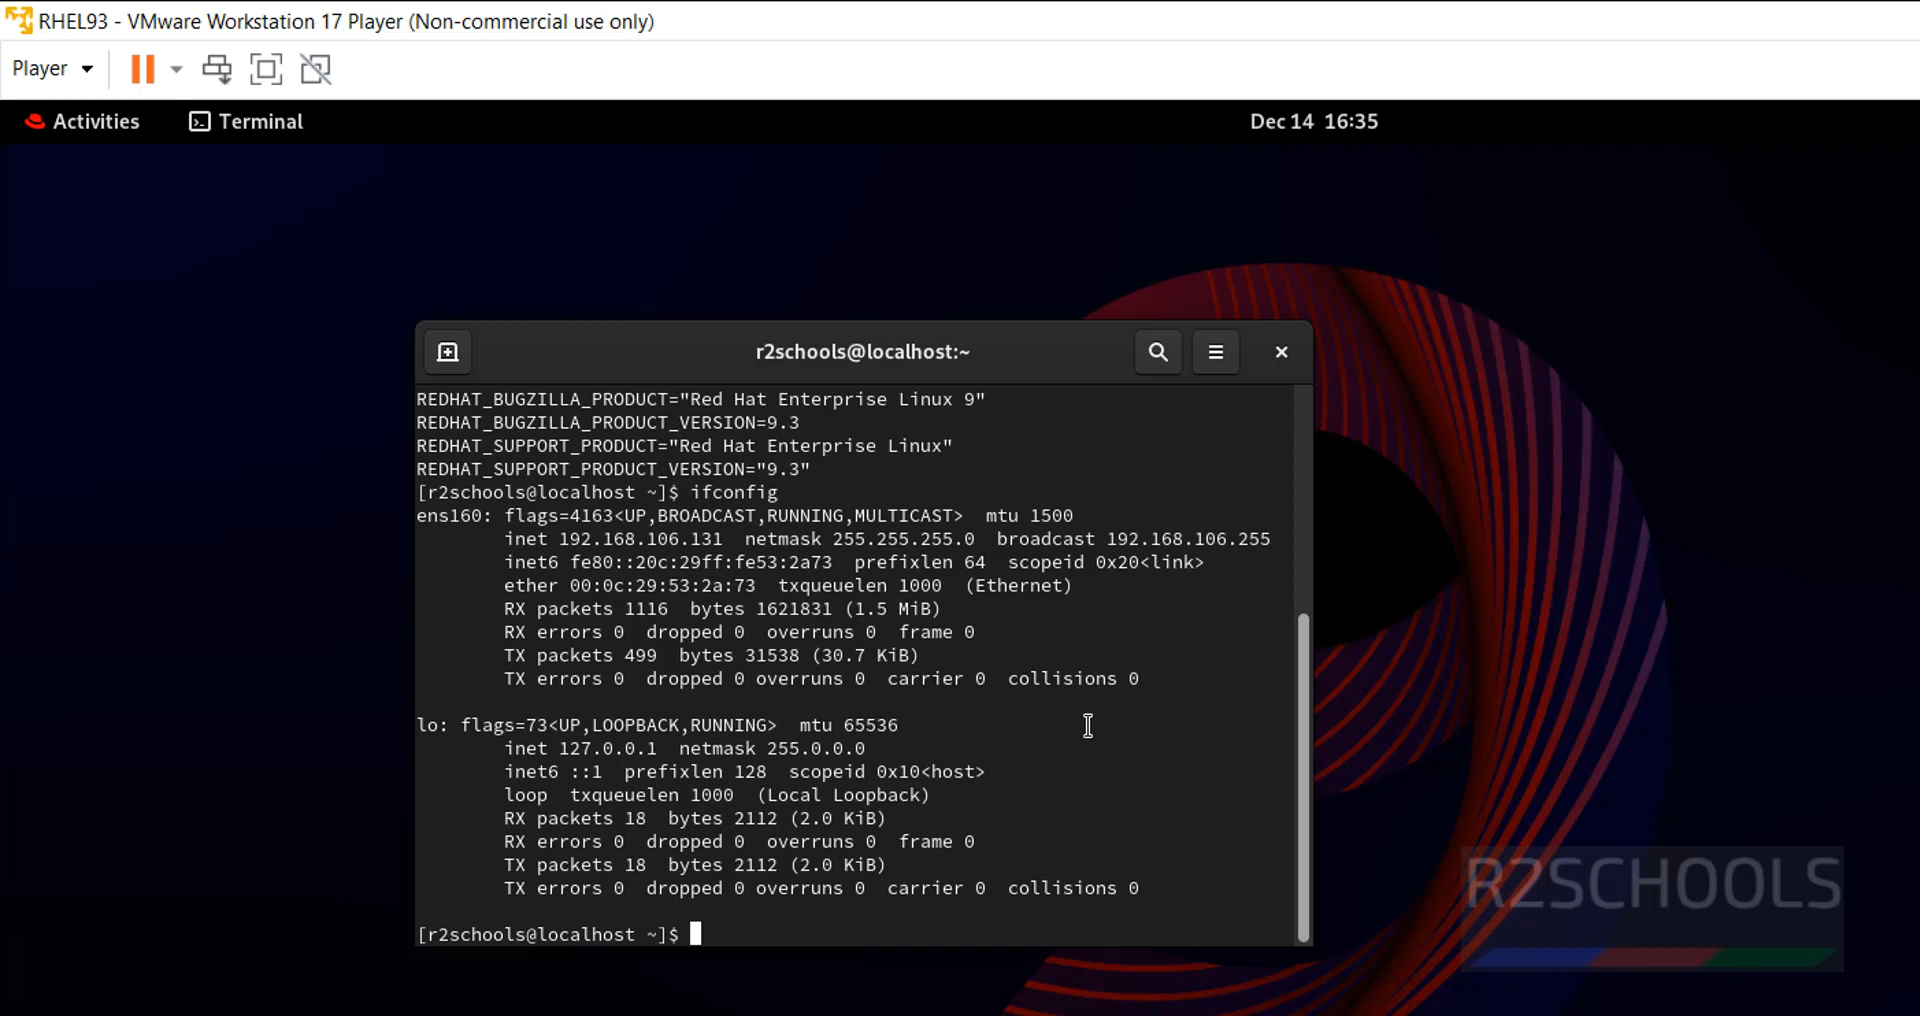 RHEL93 - VMware Workstation 17 Player (Non-commercial use only)
Player
Activities Terminal Dec 14 16:35
r2schools@localhost:~
REDHAT_BUGZILLA_PRODUCT="Red Hat Enterprise Linux 9"
REDHAT_BUGZILLA_PRODUCT_VERSION=9.3
REDHAT_SUPPORT_PRODUCT="Red Hat Enterprise Linux"
REDHAT_SUPPORT_PRODUCT_VERSION="9.3"
[r2schools@localhost ~]$ ifconfig
ens160: flags=4163<UP,BROADCAST,RUNNING,MULTICAST>  mtu 1500
        inet 192.168.106.131  netmask 255.255.255.0  broadcast 192.168.106.255
        inet6 fe80::20c:29ff:fe53:2a73  prefixlen 64  scopeid 0x20<link>
        ether 00:0c:29:53:2a:73  txqueuelen 1000  (Ethernet)
        RX packets 1116  bytes 1621831 (1.5 MiB)
        RX errors 0  dropped 0  overruns 0  frame 0
        TX packets 499  bytes 31538 (30.7 KiB)
        TX errors 0  dropped 0 overruns 0  carrier 0  collisions 0
lo: flags=73<UP,LOOPBACK,RUNNING>  mtu 65536
        inet 127.0.0.1  netmask 255.0.0.0
        inet6 ::1  prefixlen 128  scopeid 0x10<host>
        loop  txqueuelen 1000  (Local Loopback)
        RX packets 18  bytes 2112 (2.0 KiB)
        RX errors 0  dropped 0  overruns 0  frame 0
        TX packets 18  bytes 2112 (2.0 KiB)
        TX errors 0  dropped 0 overruns 0  carrier 0  collisions 0
[r2schools@localhost ~]$
R2SCHOOLS